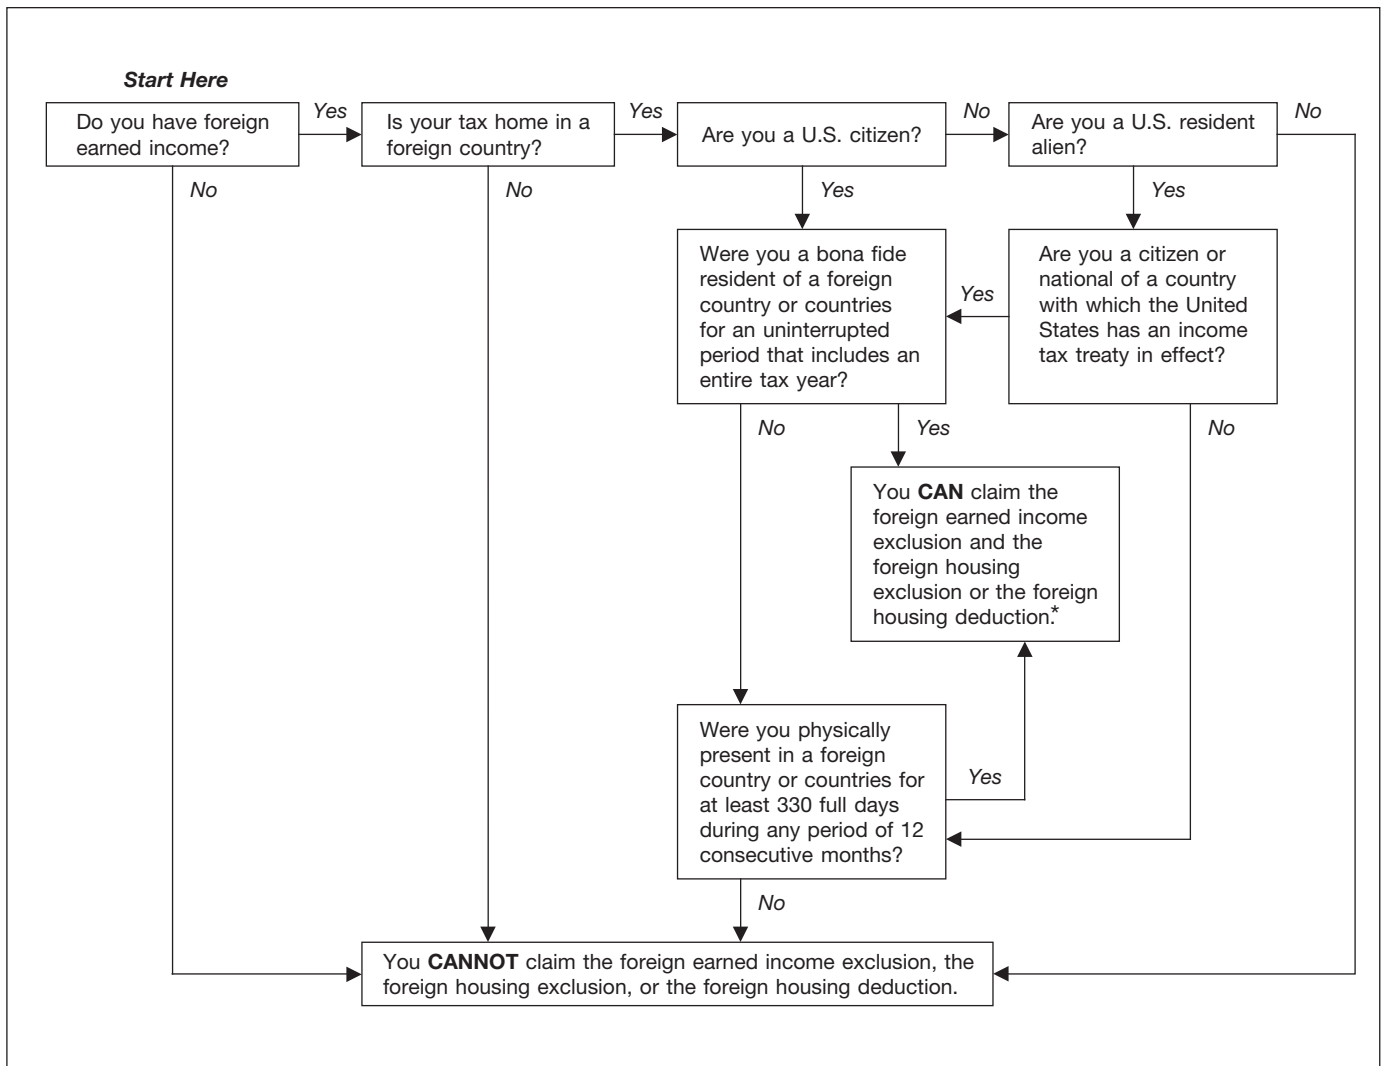 Start Here
Do you have foreign
earned income?
Yes
Is your tax home in a
foreign country?
Yes
Are you a U.S. citizen?
No
Are you a U.S. resident
alien?
No
No
No
Yes
Yes
Were you a bona fide
resident of a foreign
country or countries
for an uninterrupted
period that includes an
entire tax year?
Yes
Are you a citizen or
national of a country
with which the United
States has an income
tax treaty in effect?
No
Yes
No
You CAN claim the
foreign earned income
exclusion and the
foreign housing
exclusion or the foreign
housing deduction.*
Were you physically
present in a foreign
country or countries for
at least 330 full days
during any period of 12
consecutive months?
Yes
No
You CANNOT claim the foreign earned income exclusion, the
foreign housing exclusion, or the foreign housing deduction.